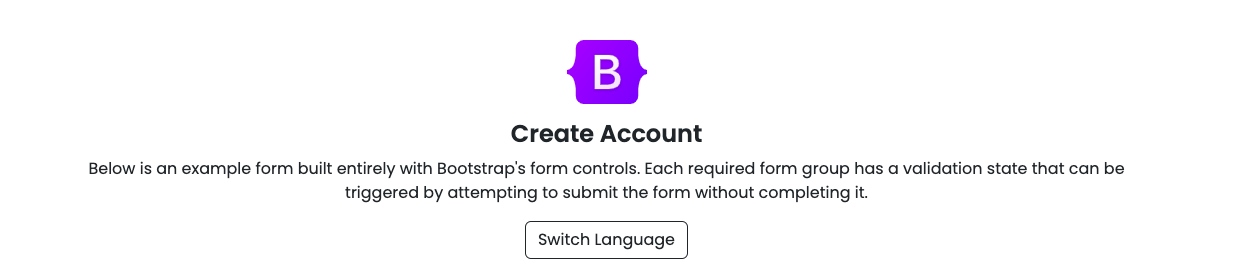 B
Create Account
Below is an example form built entirely with Bootstrap's form controls. Each required form group has a validation state that can be
triggered by attempting to submit the form without completing it.
Switch Language